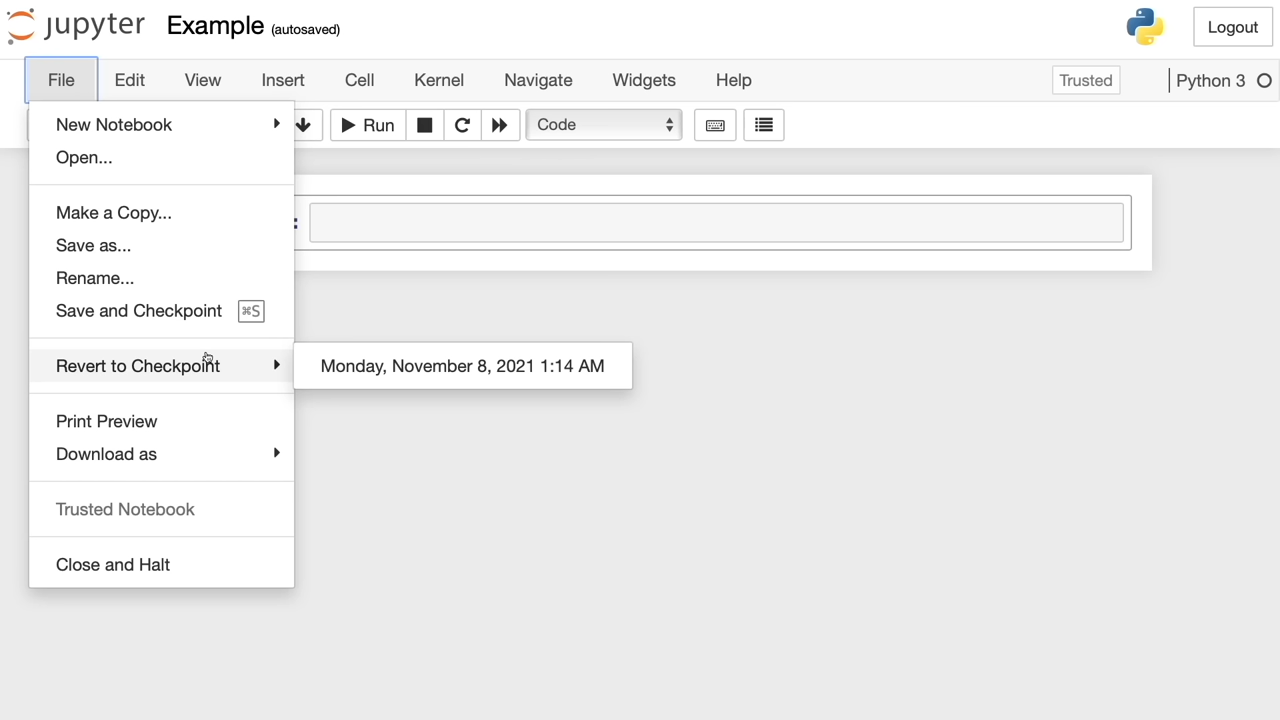 jupyter Example (autosaved)
Logout
File Edit View Insert Cell Kernel Navigate Widgets Help Trusted Python 3
Run Code
New Notebook
Open...
Make a Copy...
Save as...
Rename...
Save and Checkpoint ⌘S
Revert to Checkpoint Monday, November 8, 2021 1:14 AM
Print Preview
Download as
Trusted Notebook
Close and Halt